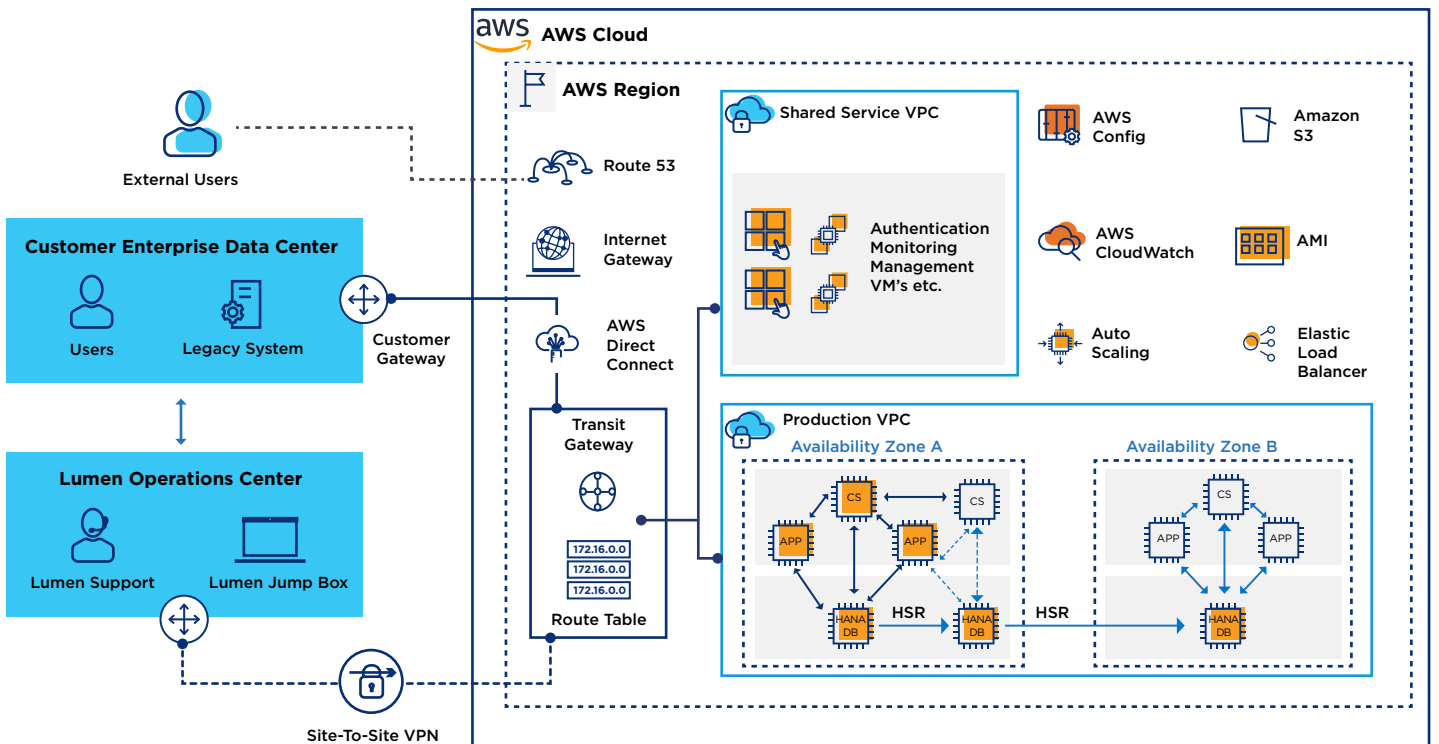 aws
AWS Cloud
AWS Region
External Users
Customer Enterprise Data Center
Users
Legacy System
Customer
Gateway
Lumen Operations Center
Lumen Support
Lumen Jump Box
Site-To-Site VPN
Route 53
Internet
Gateway
AWS
Direct
Connect
Transit
Gateway
172.16.0.0
172.16.0.0
172.16.0.0
Route Table
Shared Service VPC
Authentication
Monitoring
Management
VM's etc.
AWS
Config
Amazon
S3
AWS
CloudWatch
AMI
Auto
Scaling
Elastic
Load
Balancer
Production VPC
Availability Zone A
CS
CS
APP
APP
HANA
DB
HSR
HANA
DB
HSR
Availability Zone B
CS
APP
APP
HANA
DB